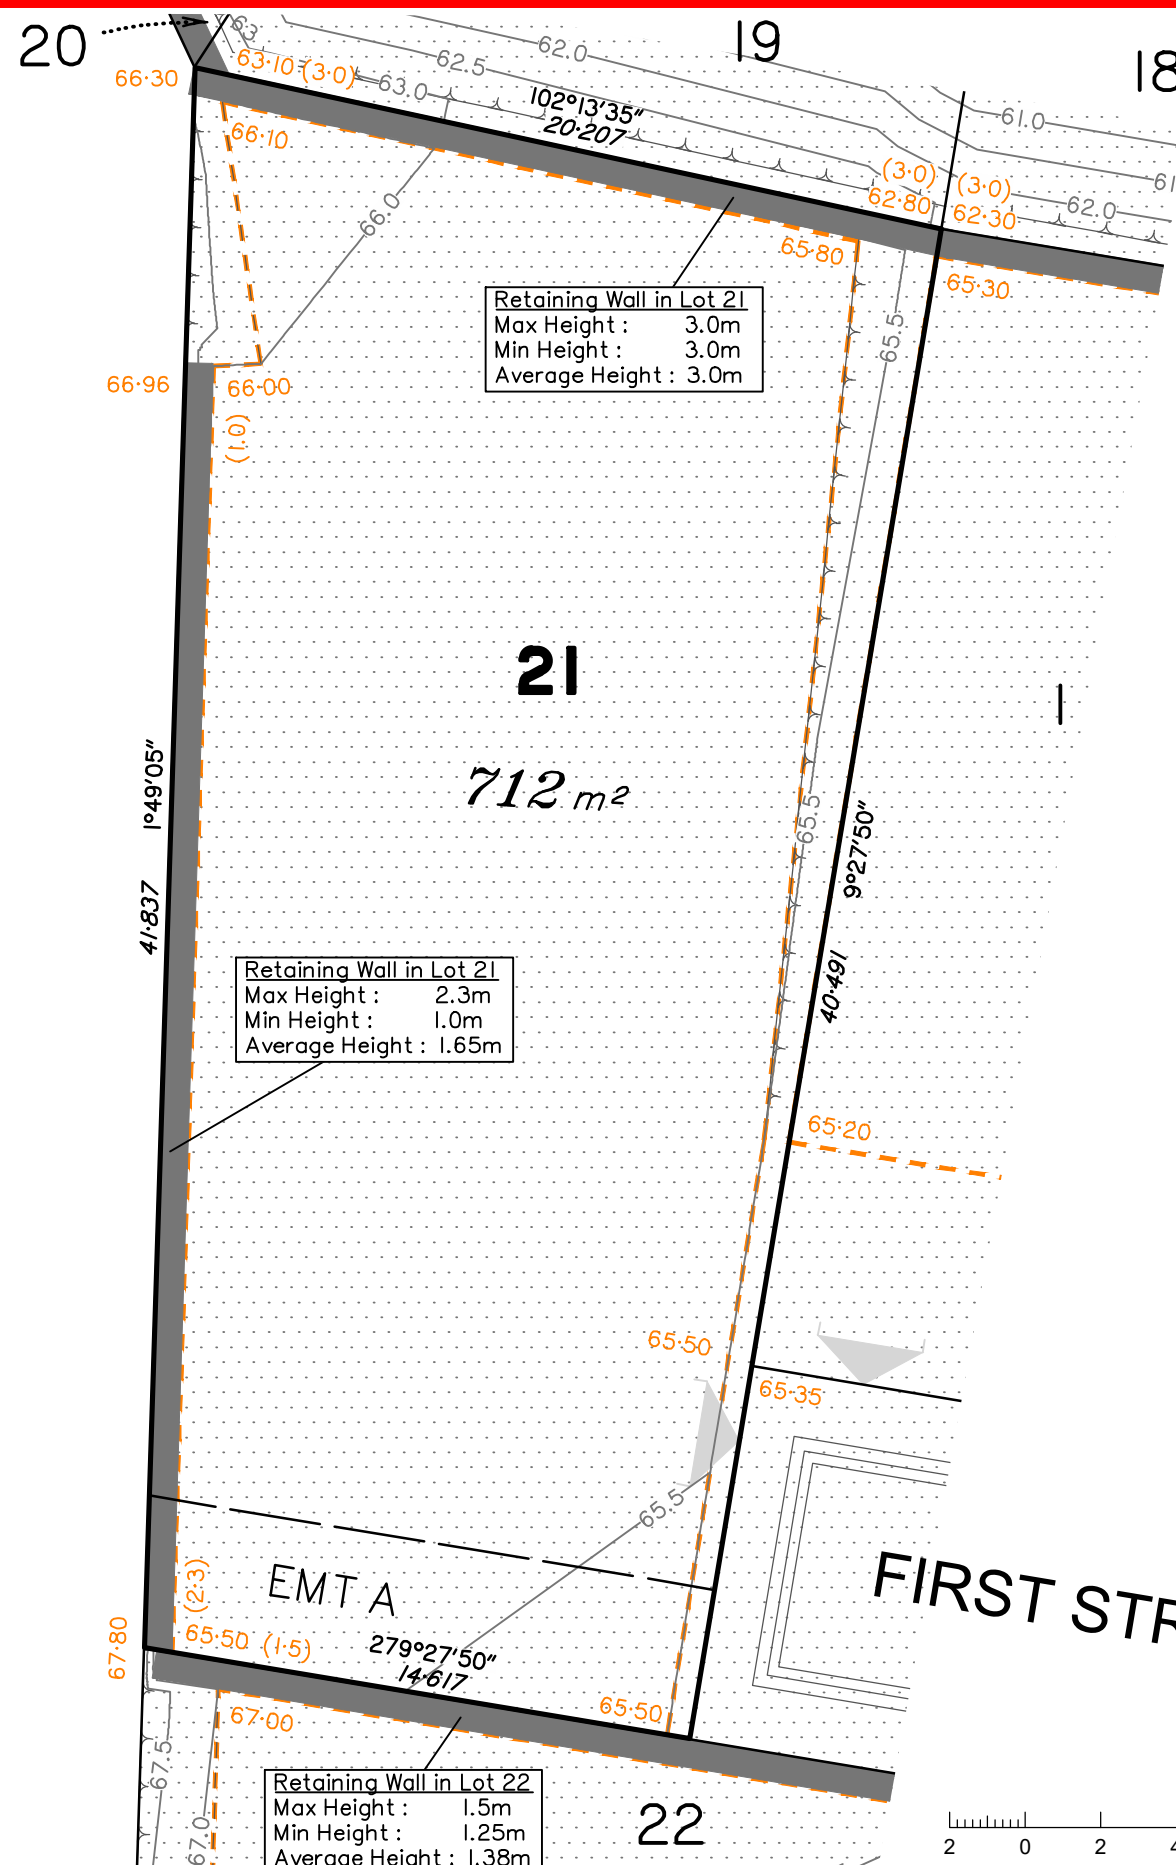 20
19
18
63
62.0
62.5
63.0
61.0
62.0
66·30
63·10 (3·0)
102°13'35"
20·207
66·10
66.0
(3·0)
62·80
(3·0)
62·30
65·80
65·30
65.5
Retaining Wall in Lot 21
Max Height : 3.0m
Min Height : 3.0m
Average Height : 3.0m
66·96
66·00
(1·0)
21
712 m²
1
1°49'05"
41·837
65.5
9°27'50"
40·491
Retaining Wall in Lot 21
Max Height : 2.3m
Min Height : 1.0m
Average Height : 1.65m
65·20
65·50
65·35
65.5
FIRST STR
EMT A
(2·3)
67·80
65·50 (1·5)
279°27'50"
14·617
65·50
67·00
67.5
67.0
Retaining Wall in Lot 22
Max Height : 1.5m
Min Height : 1.25m
Average Height : 1.38m
22
2 0 2 4